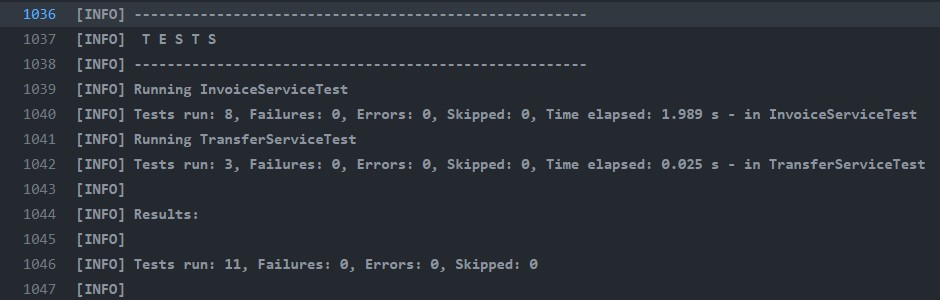 1036 [INFO] -------------------------------------------------------
1037 [INFO]  T E S T S
1038 [INFO] -------------------------------------------------------
1039 [INFO] Running InvoiceServiceTest
1040 [INFO] Tests run: 8, Failures: 0, Errors: 0, Skipped: 0, Time elapsed: 1.989 s - in InvoiceServiceTest
1041 [INFO] Running TransferServiceTest
1042 [INFO] Tests run: 3, Failures: 0, Errors: 0, Skipped: 0, Time elapsed: 0.025 s - in TransferServiceTest
1043 [INFO]
1044 [INFO] Results:
1045 [INFO]
1046 [INFO] Tests run: 11, Failures: 0, Errors: 0, Skipped: 0
1047 [INFO]